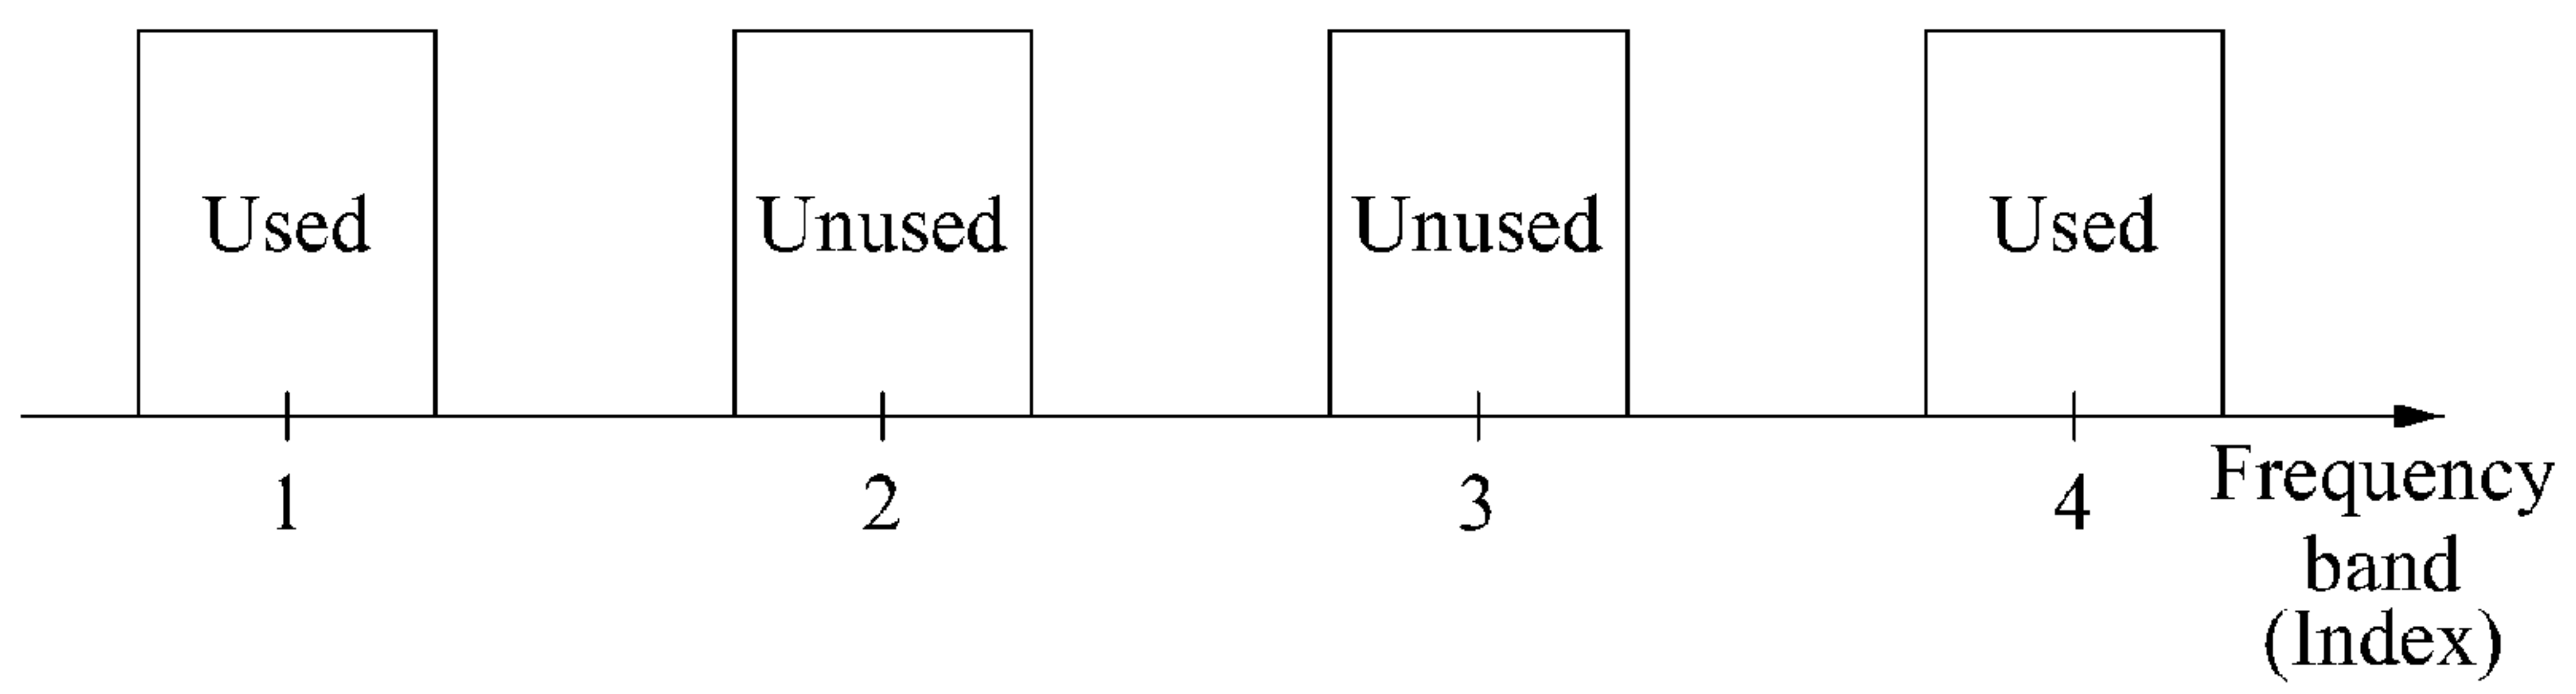 Used Unused Unused Used
1 2 3 4
Frequency
band
(Index)